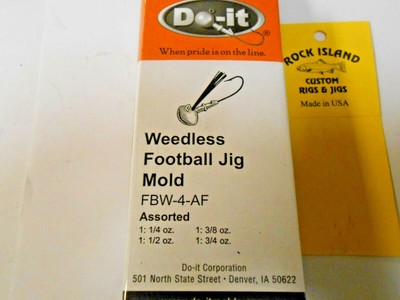 Do-it
®
When pride is on the line.
Weedless
Football Jig
Mold
FBW-4-AF
Assorted
1: 1/4 oz. 1: 3/8 oz.
1: 1/2 oz. 1: 3/4 oz.
Do-it Corporation
501 North State Street • Denver, IA 50622
ROCK ISLAND
CUSTOM
RIGS & JIGS
Made in USA